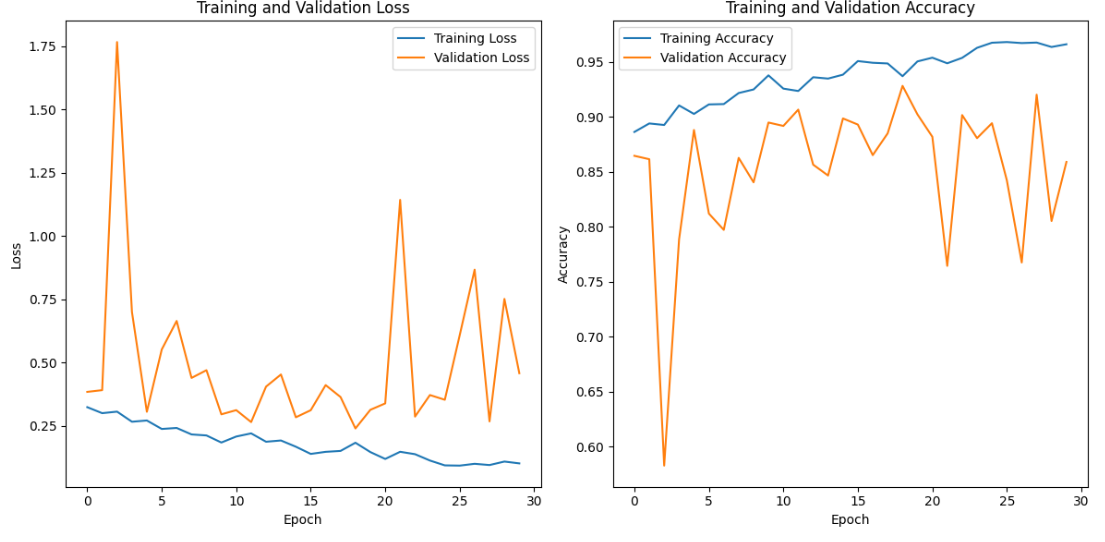 Training and Validation Loss
Training Loss
Validation Loss
1.75
1.50
1.25
1.00
0.75
0.50
0.25
Loss
0
5
10
15
20
25
30
Epoch
Training and Validation Accuracy
Training Accuracy
Validation Accuracy
0.95
0.90
0.85
0.80
0.75
0.70
0.65
0.60
Accuracy
0
5
10
15
20
25
30
Epoch